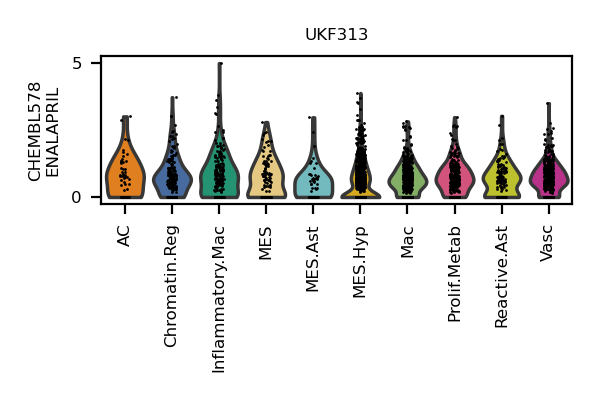 UKF313
CHEMBL578
ENALAPRIL
5
0
AC
Chromatin.Reg
Inflammatory.Mac
MES
MES.Ast
MES.Hyp
Mac
Prolif.Metab
Reactive.Ast
Vasc